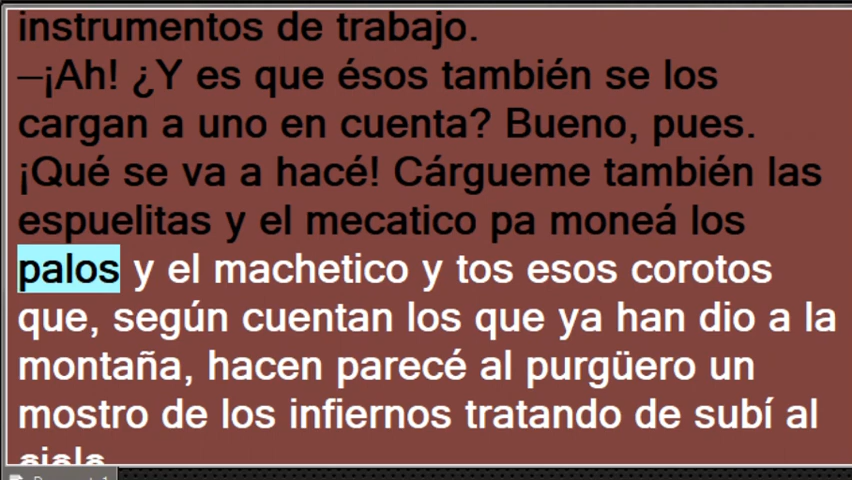 instrumentos de trabajo.
—¡Ah! ¿Y es que ésos también se los
cargan a uno en cuenta? Bueno, pues.
¡Qué se va a hacé! Cárgueme también las
espuelitas y el mecatico pa moneá los
palos y el machetico y tos esos corotos
que, según cuentan los que ya han dio a la
montaña, hacen parecé al purgüero un
mostro de los infiernos tratando de subí al